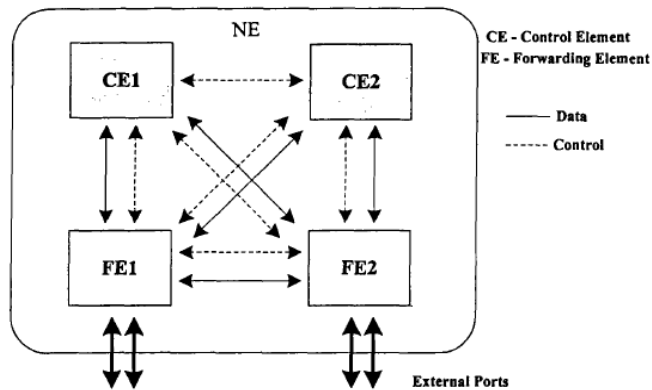 NE
CE - Control Element
FE - Forwarding Element
CE1
CE2
Data
Control
FE1
FE2
External Ports